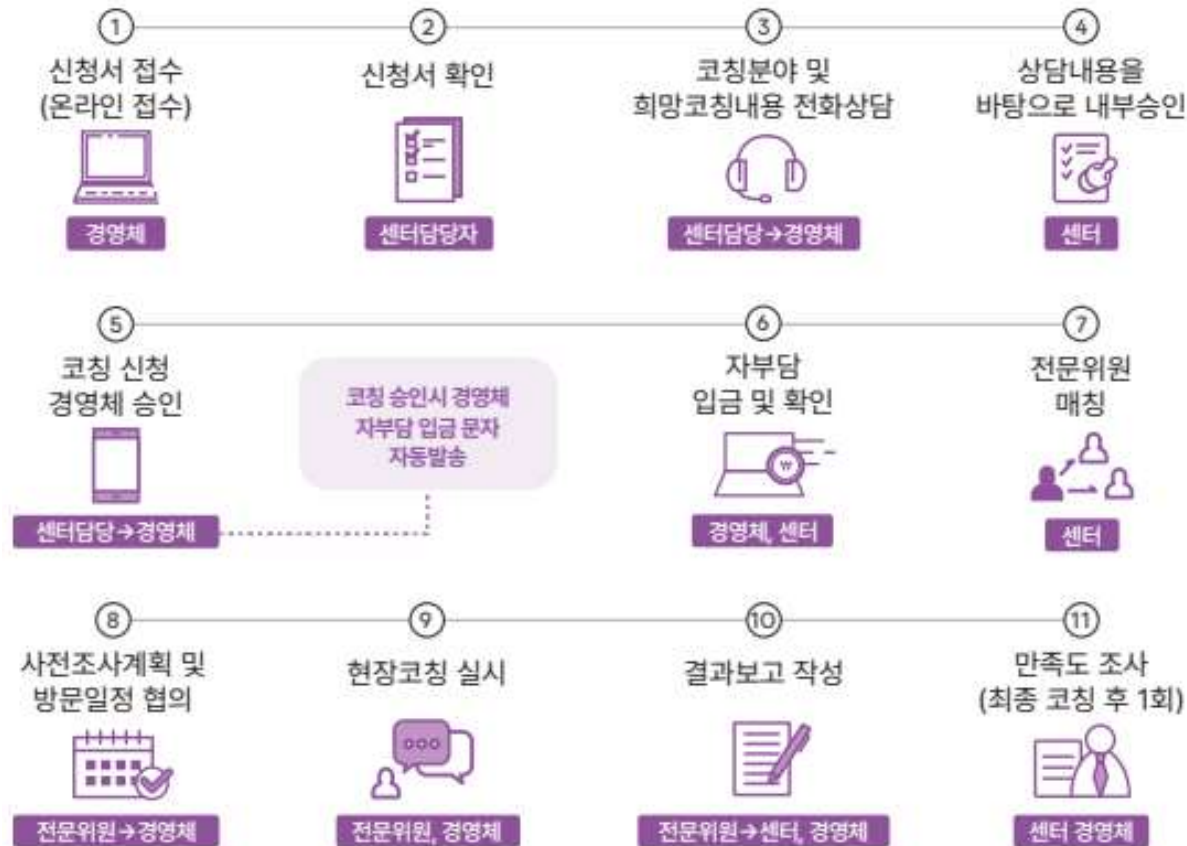 ①
신청서 접수
(온라인 접수)
경영체
②
신청서 확인
센터담당자
③
코칭분야 및
희망코칭내용 전화상담
센터담당→경영체
④
상담내용을
바탕으로 내부승인
센터
⑤
코칭 신청
경영체 승인
센터담당→경영체
코칭 승인시 경영체
자부담 입금 문자
자동발송
⑥
자부담
입금 및 확인
₩
경영체, 센터
⑦
전문위원
매칭
센터
⑧
사전조사계획 및
방문일정 협의
전문위원→경영체
⑨
현장코칭 실시
전문위원, 경영체
⑩
결과보고 작성
전문위원→센터, 경영체
⑪
만족도 조사
(최종 코칭 후 1회)
센터 경영체